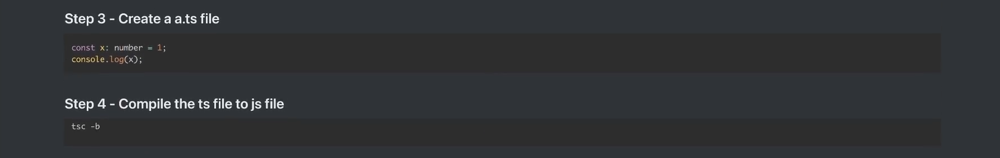 Step 3 - Create a a.ts file
const x: number = 1;
console.log(x);
Step 4 - Compile the ts file to js file
tsc -b